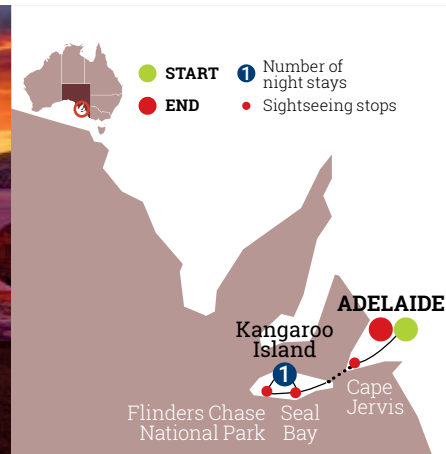 START
END
1 Number of
night stays
Sightseeing stops
ADELAIDE
Kangaroo
Island
1
Cape
Jervis
Flinders Chase
National Park
Seal
Bay